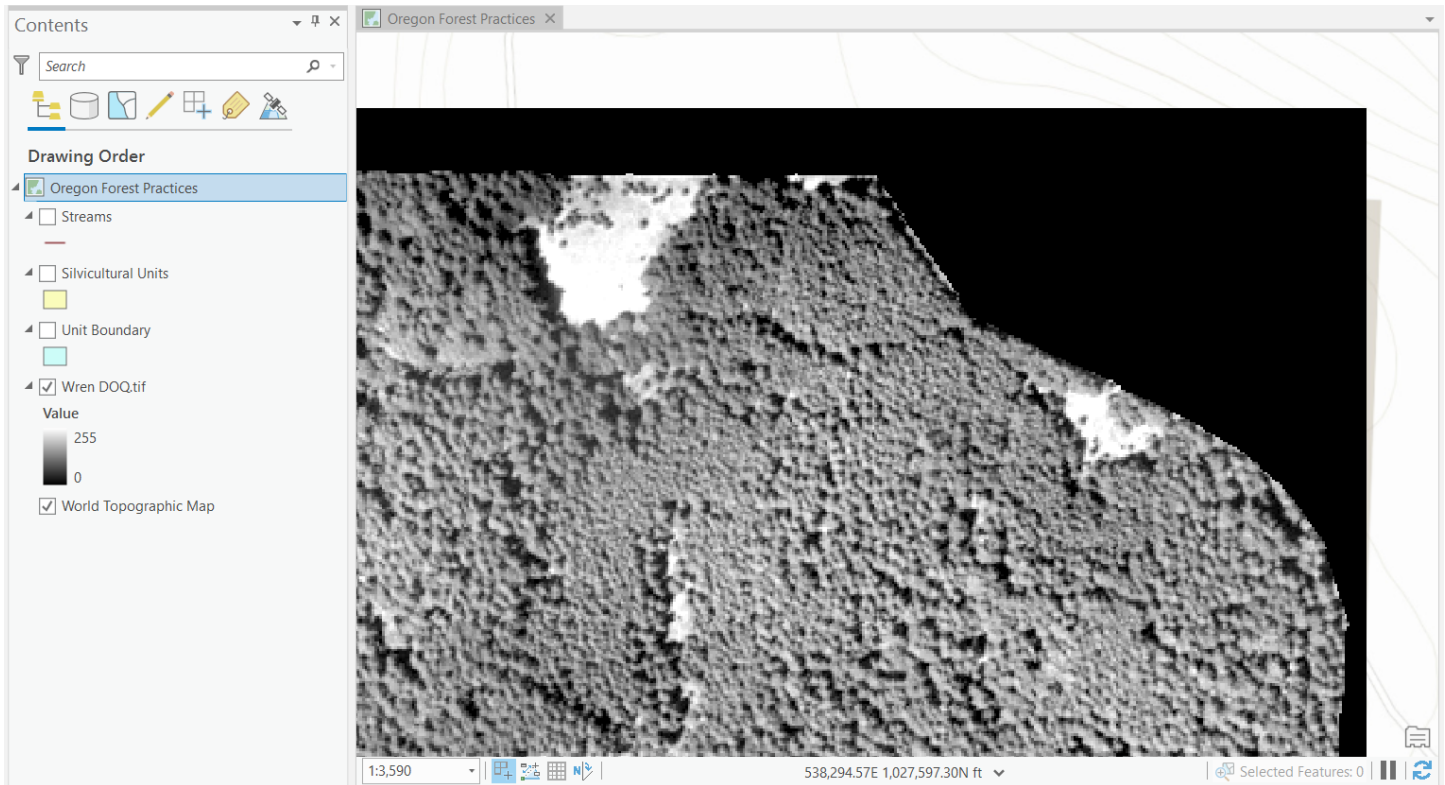 Contents
Search
Drawing Order
Oregon Forest Practices
Streams
Silvicultural Units
Unit Boundary
Wren DOQ.tif
Value
255
0
World Topographic Map
Oregon Forest Practices
1:3,590
N
538,294.57E 1,027,597.30N ft
Selected Features: 0